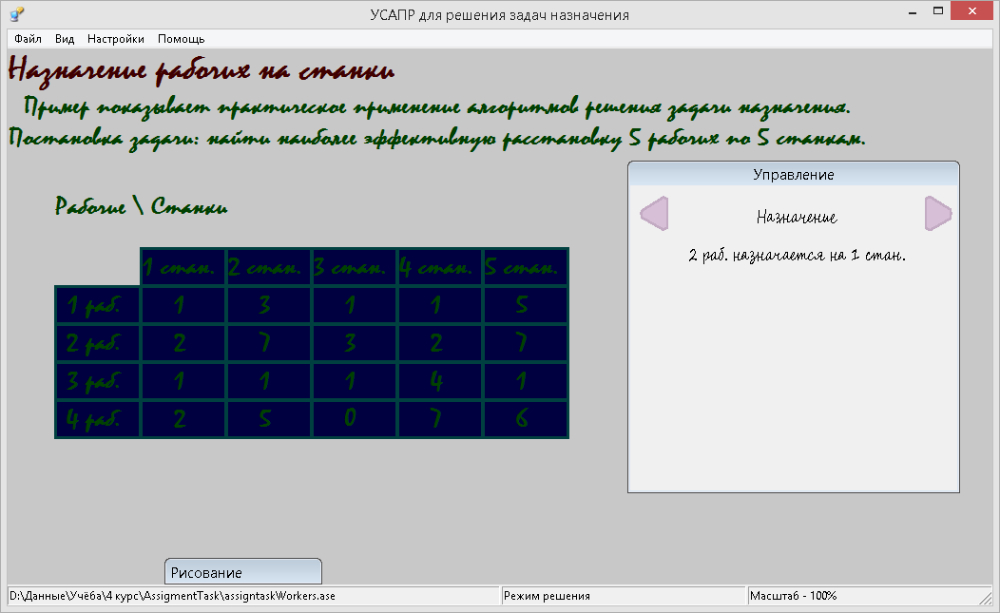 УСАПР для решения задач назначения
Файл Вид Настройки Помощь
Назначение рабочих на станки
Пример показывает практическое применение алгоритмов решения задачи назначения.
Постановка задачи: найти наиболее эффективную расстановку 5 рабочих по 5 станкам.
Рабочие \ Станки
1 стан. 2 стан. 3 стан. 4 стан. 5 стан.
1 раб. 1 3 1 1 5
2 раб. 2 7 3 2 7
3 раб. 1 1 1 4 1
4 раб. 2 5 0 7 6
Управление
Назначение
2 раб. назначается на 1 стан.
Рисование
D:\Данные\Учёба\4 курс\AssigmentTask\assigntaskWorkers.ase Режим решения Масштаб - 100%